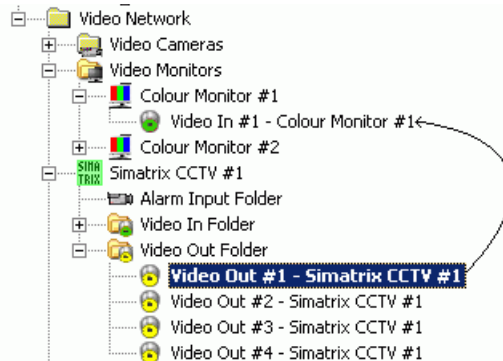 Video Network
Video Cameras
Video Monitors
Colour Monitor #1
Video In #1 - Colour Monitor #1
Colour Monitor #2
SIMA
TRIX
Simatrix CCTV #1
Alarm Input Folder
Video In Folder
Video Out Folder
Video Out #1 - Simatrix CCTV #1
Video Out #2 - Simatrix CCTV #1
Video Out #3 - Simatrix CCTV #1
Video Out #4 - Simatrix CCTV #1